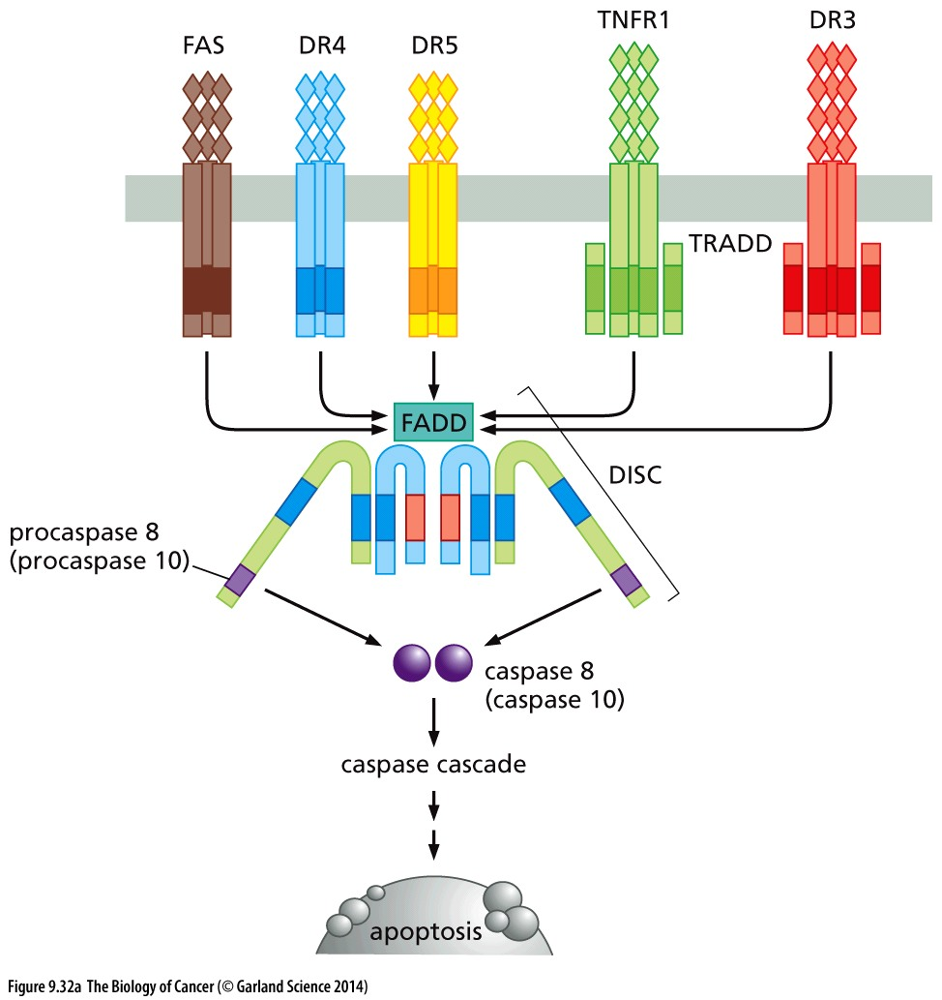 FAS
DR4
DR5
TNFR1
DR3
TRADD
FADD
DISC
procaspase 8
(procaspase 10)
caspase 8
(caspase 10)
caspase cascade
apoptosis
Figure 9.32a The Biology of Cancer (© Garland Science 2014)